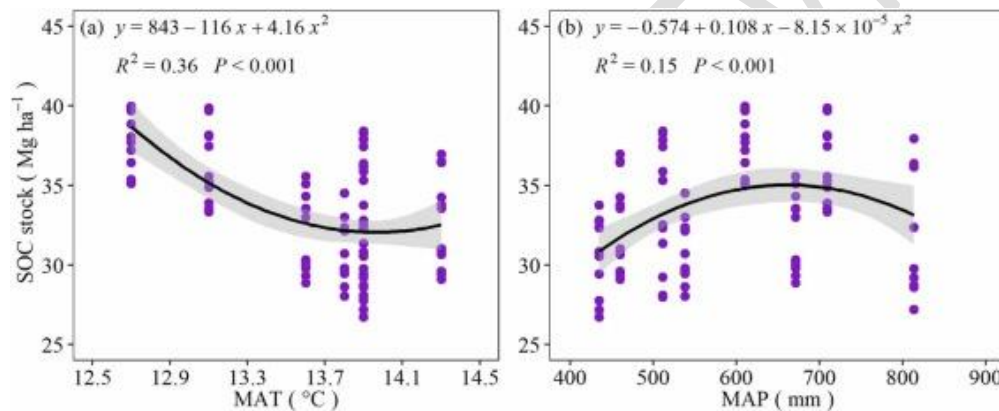 (a) y = 843 − 116 x + 4.16 x²
R² = 0.36 P < 0.001
SOC stock ( Mg ha⁻¹ )
45
40
35
30
25
12.5 12.9 13.3 13.7 14.1 14.5
MAT ( °C )
(b) y = −0.574 + 0.108 x − 8.15 × 10⁻⁵ x²
R² = 0.15 P < 0.001
45
40
35
30
25
400 500 600 700 800 900
MAP ( mm )